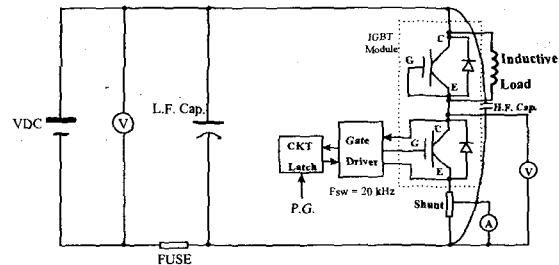 C
IGBT
Module
G
Inductive
Load
E
H.F. Cap.
VDC
V
L.F. Cap.
C
CKT
Latch
Gate
Driver
G
V
E
P.G.
Fsw = 20 kHz
Shunt
A
FUSE